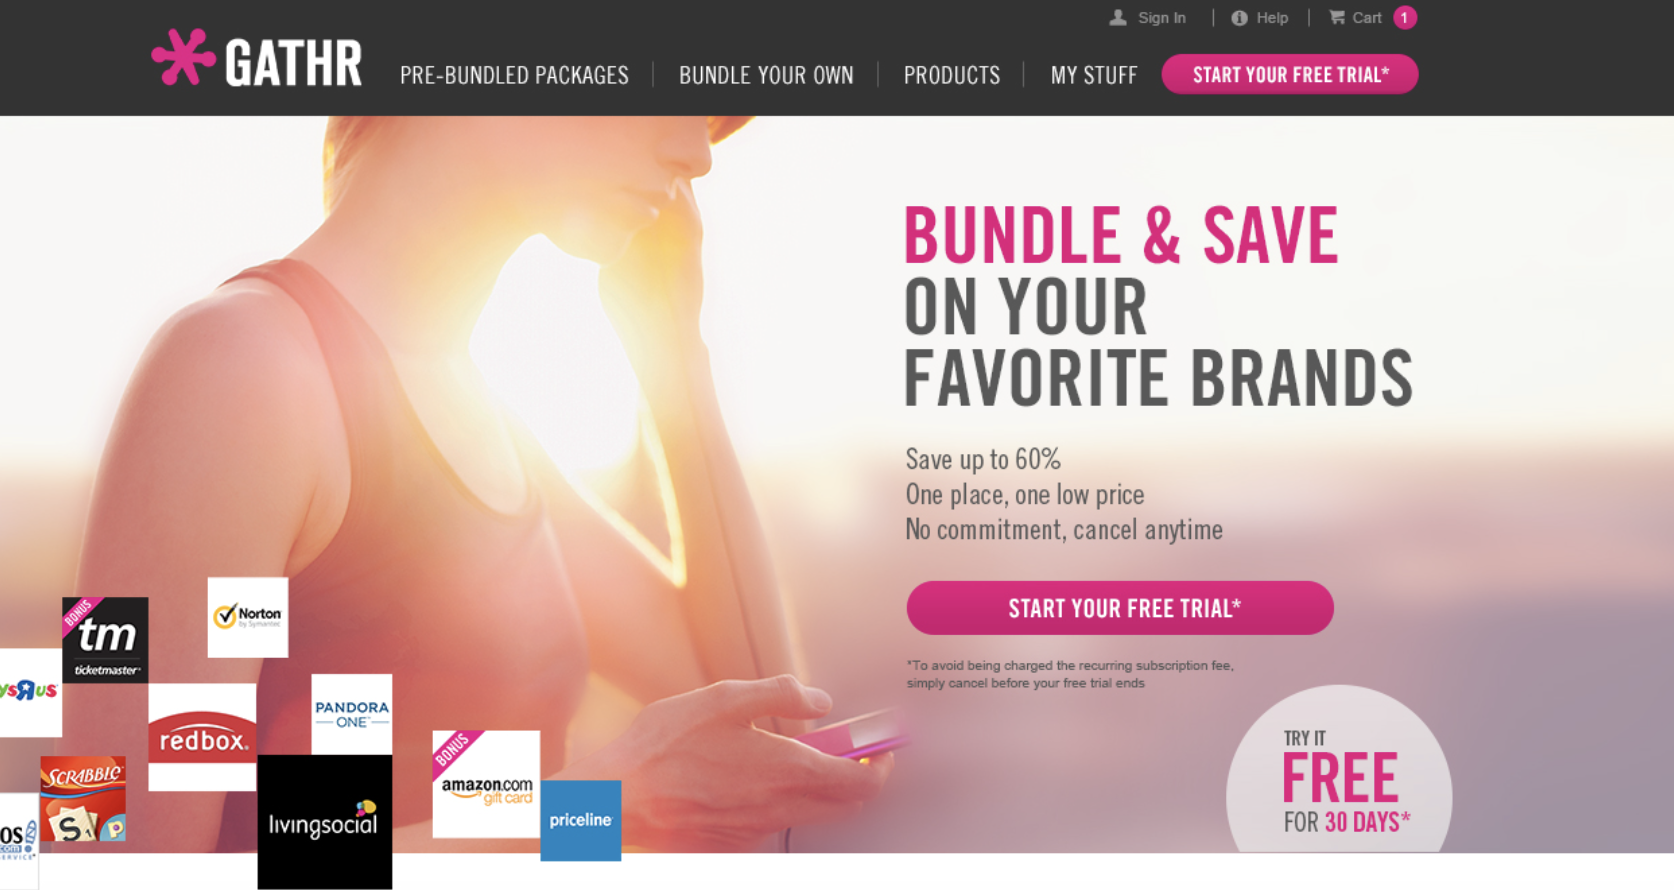 Sign In
Help
Cart 1
GATHR
PRE-BUNDLED PACKAGES
BUNDLE YOUR OWN
PRODUCTS
MY STUFF
START YOUR FREE TRIAL*
BUNDLE & SAVE
ON YOUR
FAVORITE BRANDS
Save up to 60%
One place, one low price
No commitment, cancel anytime
START YOUR FREE TRIAL*
*To avoid being charged the recurring subscription fee,
simply cancel before your free trial ends
TRY IT
FREE
FOR 30 DAYS*
Norton
by Symantec
BONUS
tm
ticketmaster
ysRus
PANDORA
ONE
redbox.
BONUS
amazon.com
gift card
SCRABBLE
S1
P
livingsocial
priceline
OS
.com
SERVICE